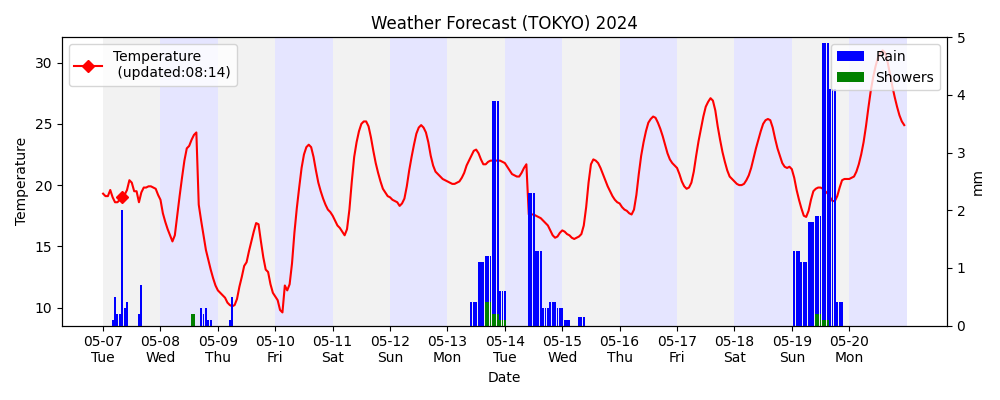 Weather Forecast (TOKYO) 2024
Temperature
(updated:08:14)
Rain
Showers
30
25
20
15
10
Temperature
5
4
3
2
1
0
mm
05-07 05-08 05-09 05-10 05-11 05-12 05-13 05-14 05-15 05-16 05-17 05-18 05-19 05-20
Tue Wed Thu Fri Sat Sun Mon Tue Wed Thu Fri Sat Sun Mon
Date